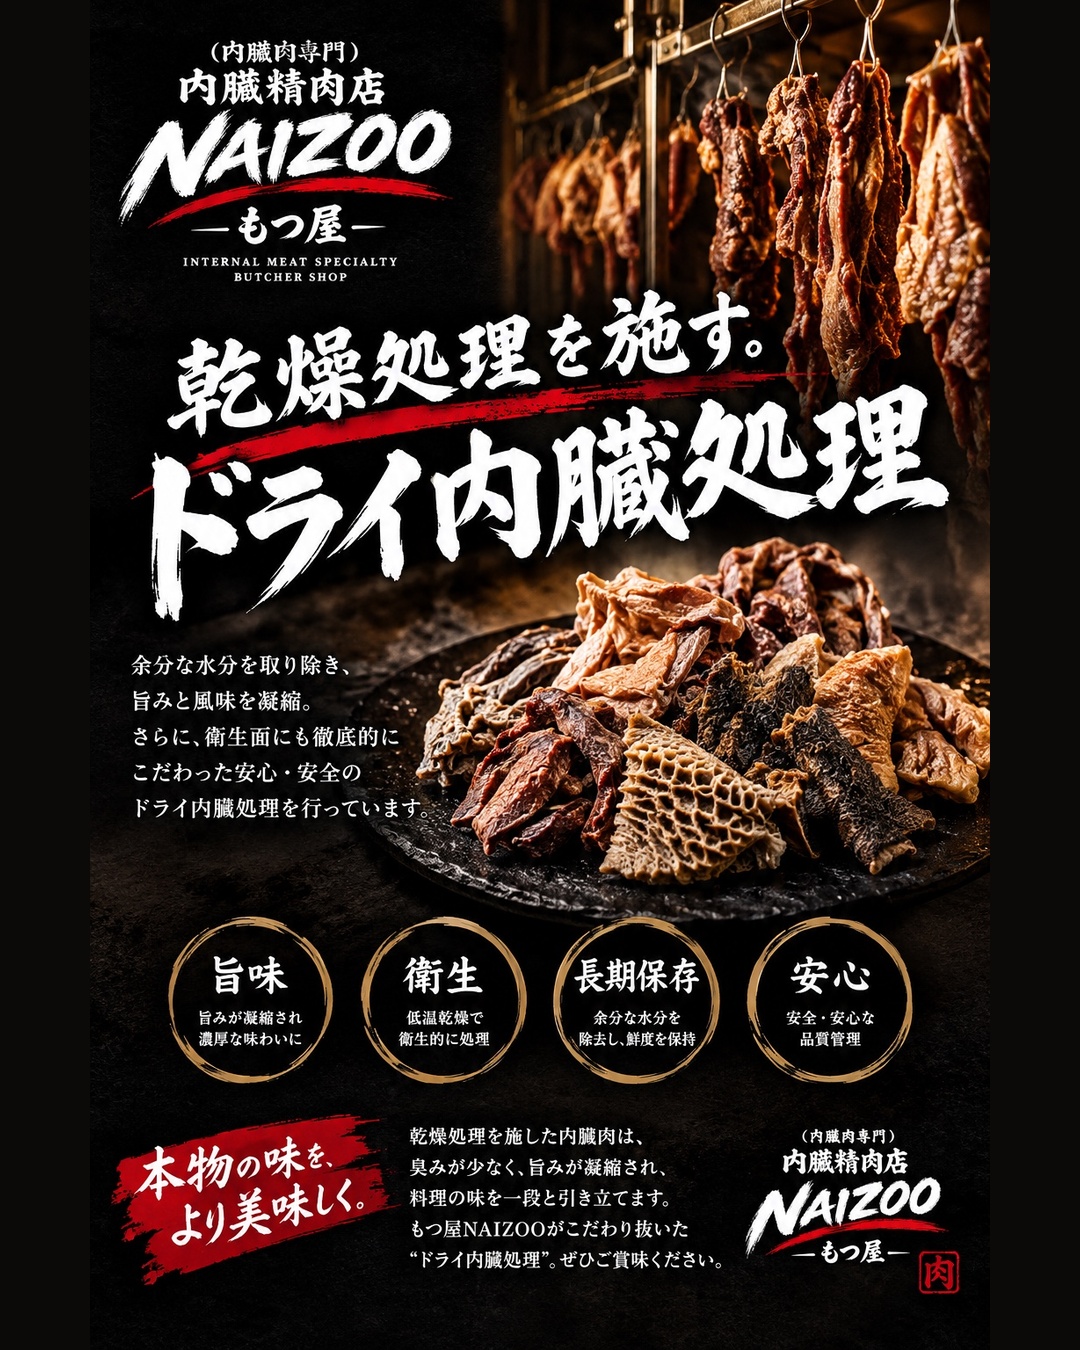 （内臓肉専門）
内臓精肉店
NAIZOO
もつ屋
INTERNAL MEAT SPECIALTY
BUTCHER SHOP
乾燥処理を施す。
ドライ内臓処理
余分な水分を取り除き、
旨みと風味を凝縮。
さらに、衛生面にも徹底的に
こだわった安心・安全の
ドライ内臓処理を行っています。
旨味
旨みが凝縮され
濃厚な味わいに
衛生
低温乾燥で
衛生的に処理
長期保存
余分な水分を
除去し、鮮度を保持
安心
安全・安心な
品質管理
本物の味を、
より美味しく。
乾燥処理を施した内臓肉は、
臭みが少なく、旨みが凝縮され、
料理の味を一段と引き立てます。
もつ屋NAIZOOがこだわり抜いた
“ドライ内臓処理”。ぜひご賞味ください。
（内臓肉専門）
内臓精肉店
NAIZOO
もつ屋
肉